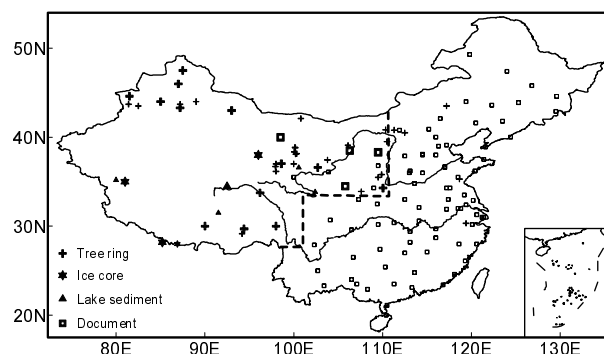 50N
40N
30N
20N
Tree ring
Ice core
Lake sediment
Document
80E 90E 100E 110E 120E 130E